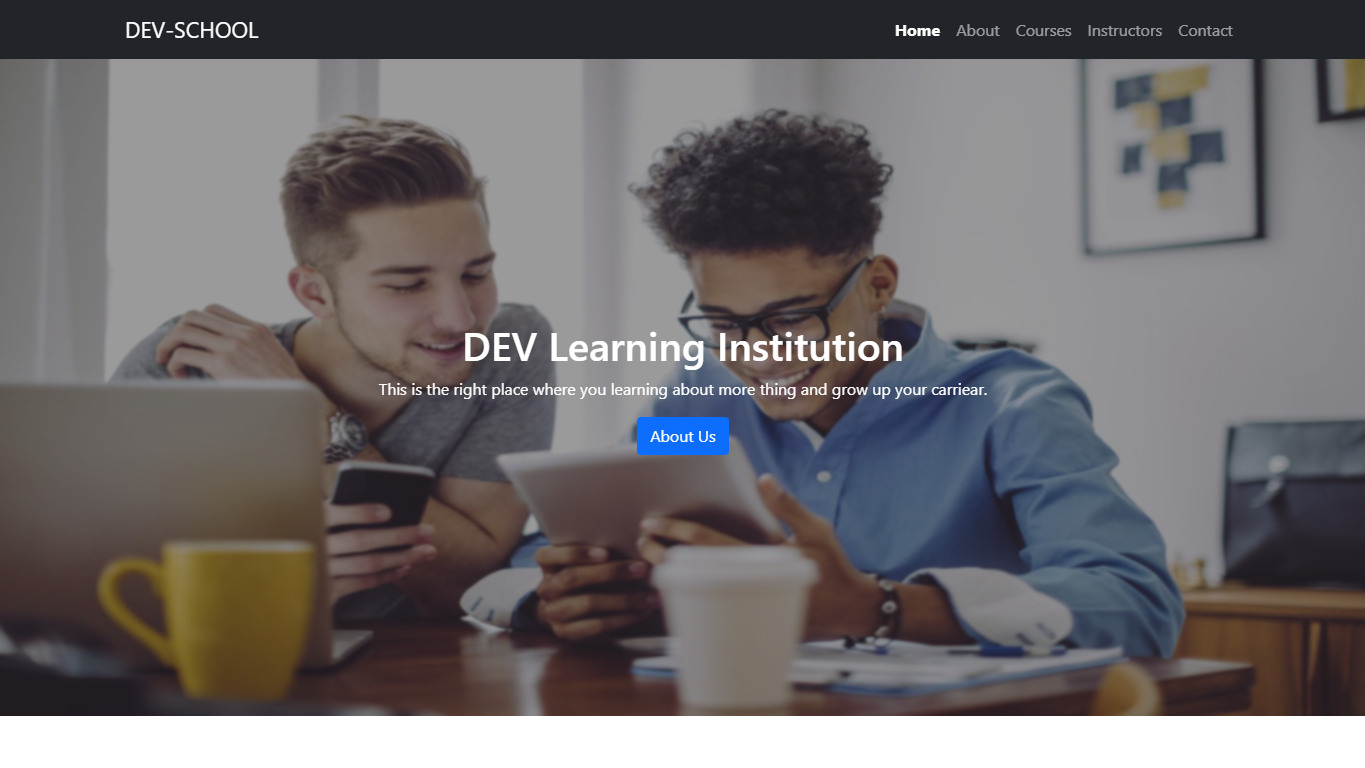 DEV-SCHOOL
Home About Courses Instructors Contact
DEV Learning Institution
This is the right place where you learning about more thing and grow up your carriear.
About Us